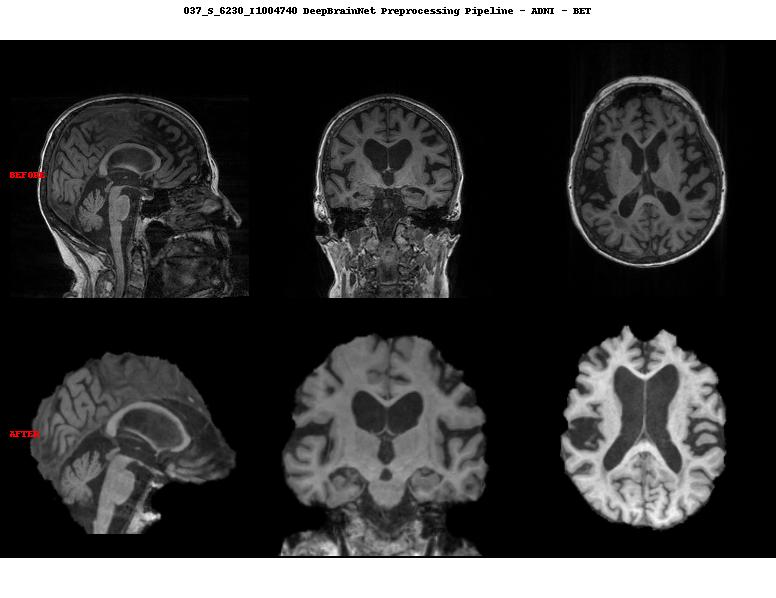 037_S_6230_I1004740 DeepBrainNet Preprocessing Pipeline - ADNI - BET
BEFORE
AFTER